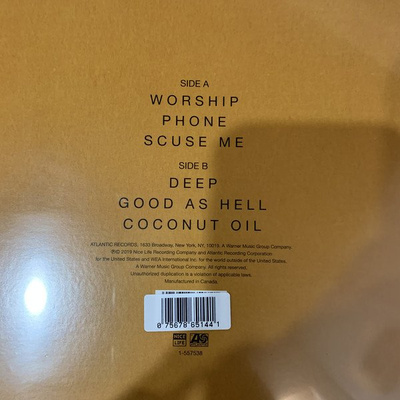 SIDE A
WORSHIP
PHONE
SCUSE ME
SIDE B
DEEP
GOOD AS HELL
COCONUT OIL
ATLANTIC RECORDS, 1633 Broadway, New York, NY, 10019. A Warner Music Group Company.
℗© 2019 Nice Life Recording Company and Atlantic Recording Corporation
for the United States and WEA International Inc. for the world outside of the United States.
A Warner Music Group Company. All rights reserved.
Unauthorized duplication is a violation of applicable laws.
Manufactured in Canada.
0 75678 65144 1
NICE
LIFE
1-557538